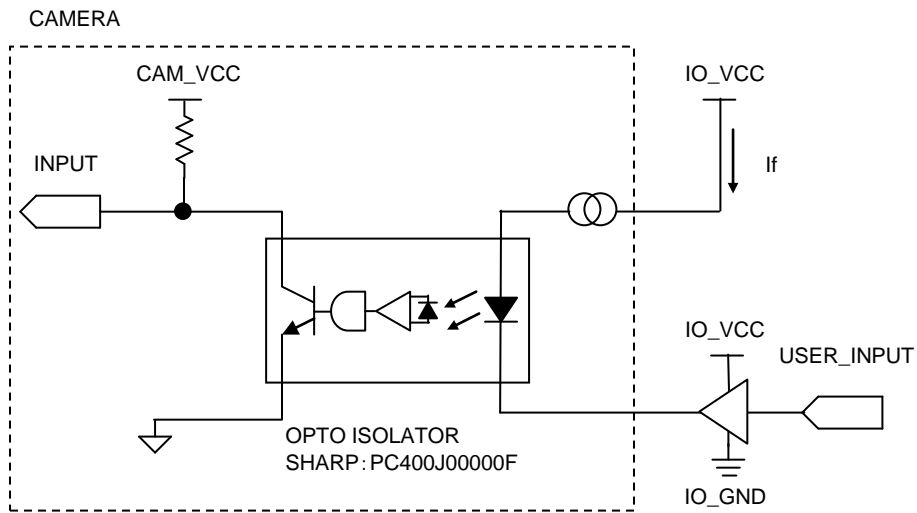 CAMERA
CAM_VCC
IO_VCC
INPUT
If
IO_VCC
USER_INPUT
OPTO ISOLATOR
SHARP:PC400J00000F
IO_GND